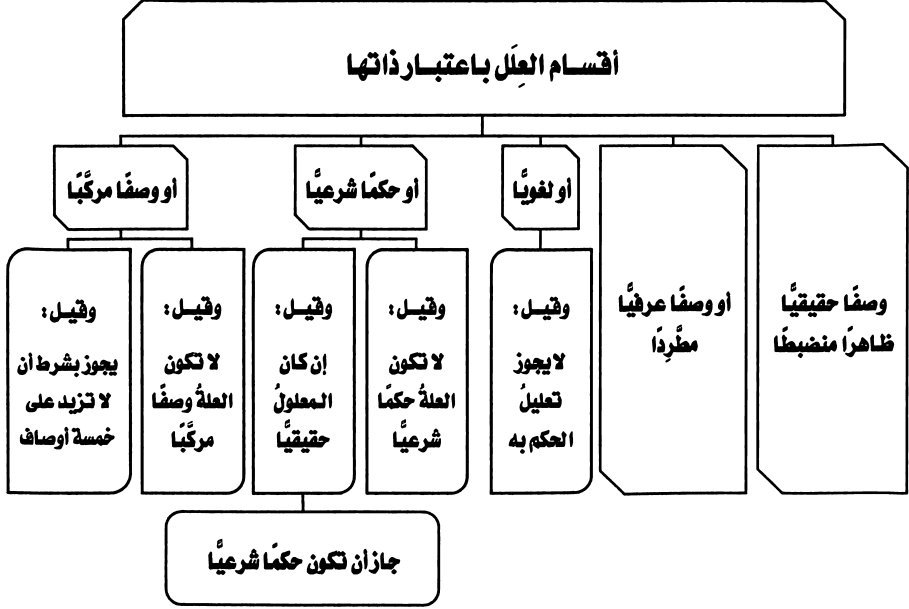 أقسام العِلَل باعتبار ذاتها
وصفًا حقيقيًّا
ظاهرًا منضبطًا
أو وصفًا عرفيًّا
مطَّرِدًا
أو لغويًّا
وقيل:
لا يجوز
تعليلُ
الحكم به
أو حكمًا شرعيًّا
وقيل:
لا تكون
العلةُ حكمًا
شرعيًّا
وقيل:
إن كان
المعلولُ
حقيقيًّا
جاز أن تكون حكمًا شرعيًّا
أو وصفًا مركَّبًا
وقيل:
لا تكون
العلةُ وصفًا
مركَّبًا
وقيل:
يجوز بشرط أن
لا تزيد على
خمسة أوصاف